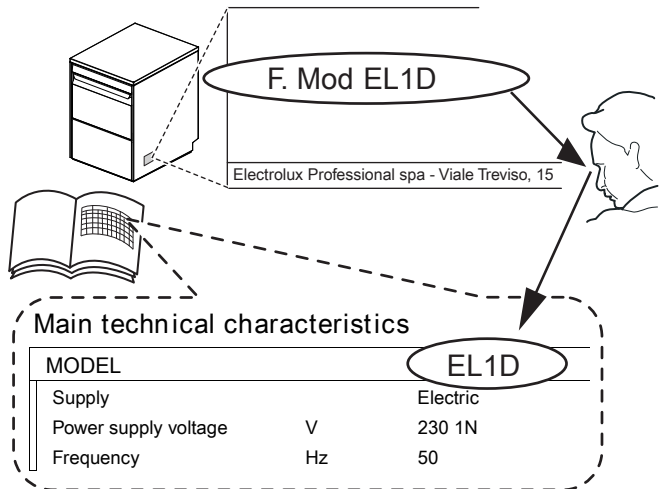 F. Mod EL1D
Electrolux Professional spa - Viale Treviso, 15
Main technical characteristics
MODEL EL1D
Supply Electric
Power supply voltage V 230 1N
Frequency Hz 50